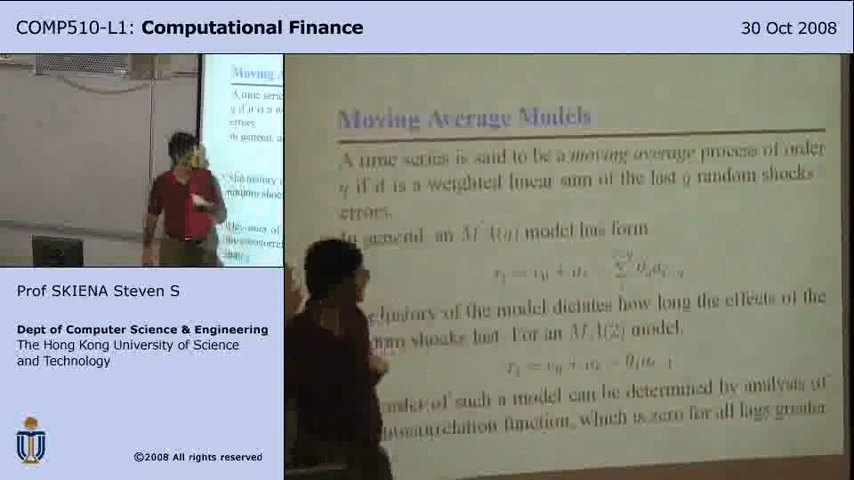 COMP510-L1: Computational Finance
30 Oct 2008
Moving Average Models
A time series is said to be a moving average process of order
q if it is a weighted linear sum of the last q random shocks
errors.
In general, an MA(q) model has form
history of the model dictates how long the effects of the
shocks last. For an MA(2) model,
of such a model can be determined by analysis of
function, which is zero for all lags greater
Prof SKIENA Steven S
Dept of Computer Science & Engineering
The Hong Kong University of Science
and Technology
©2008 All rights reserved